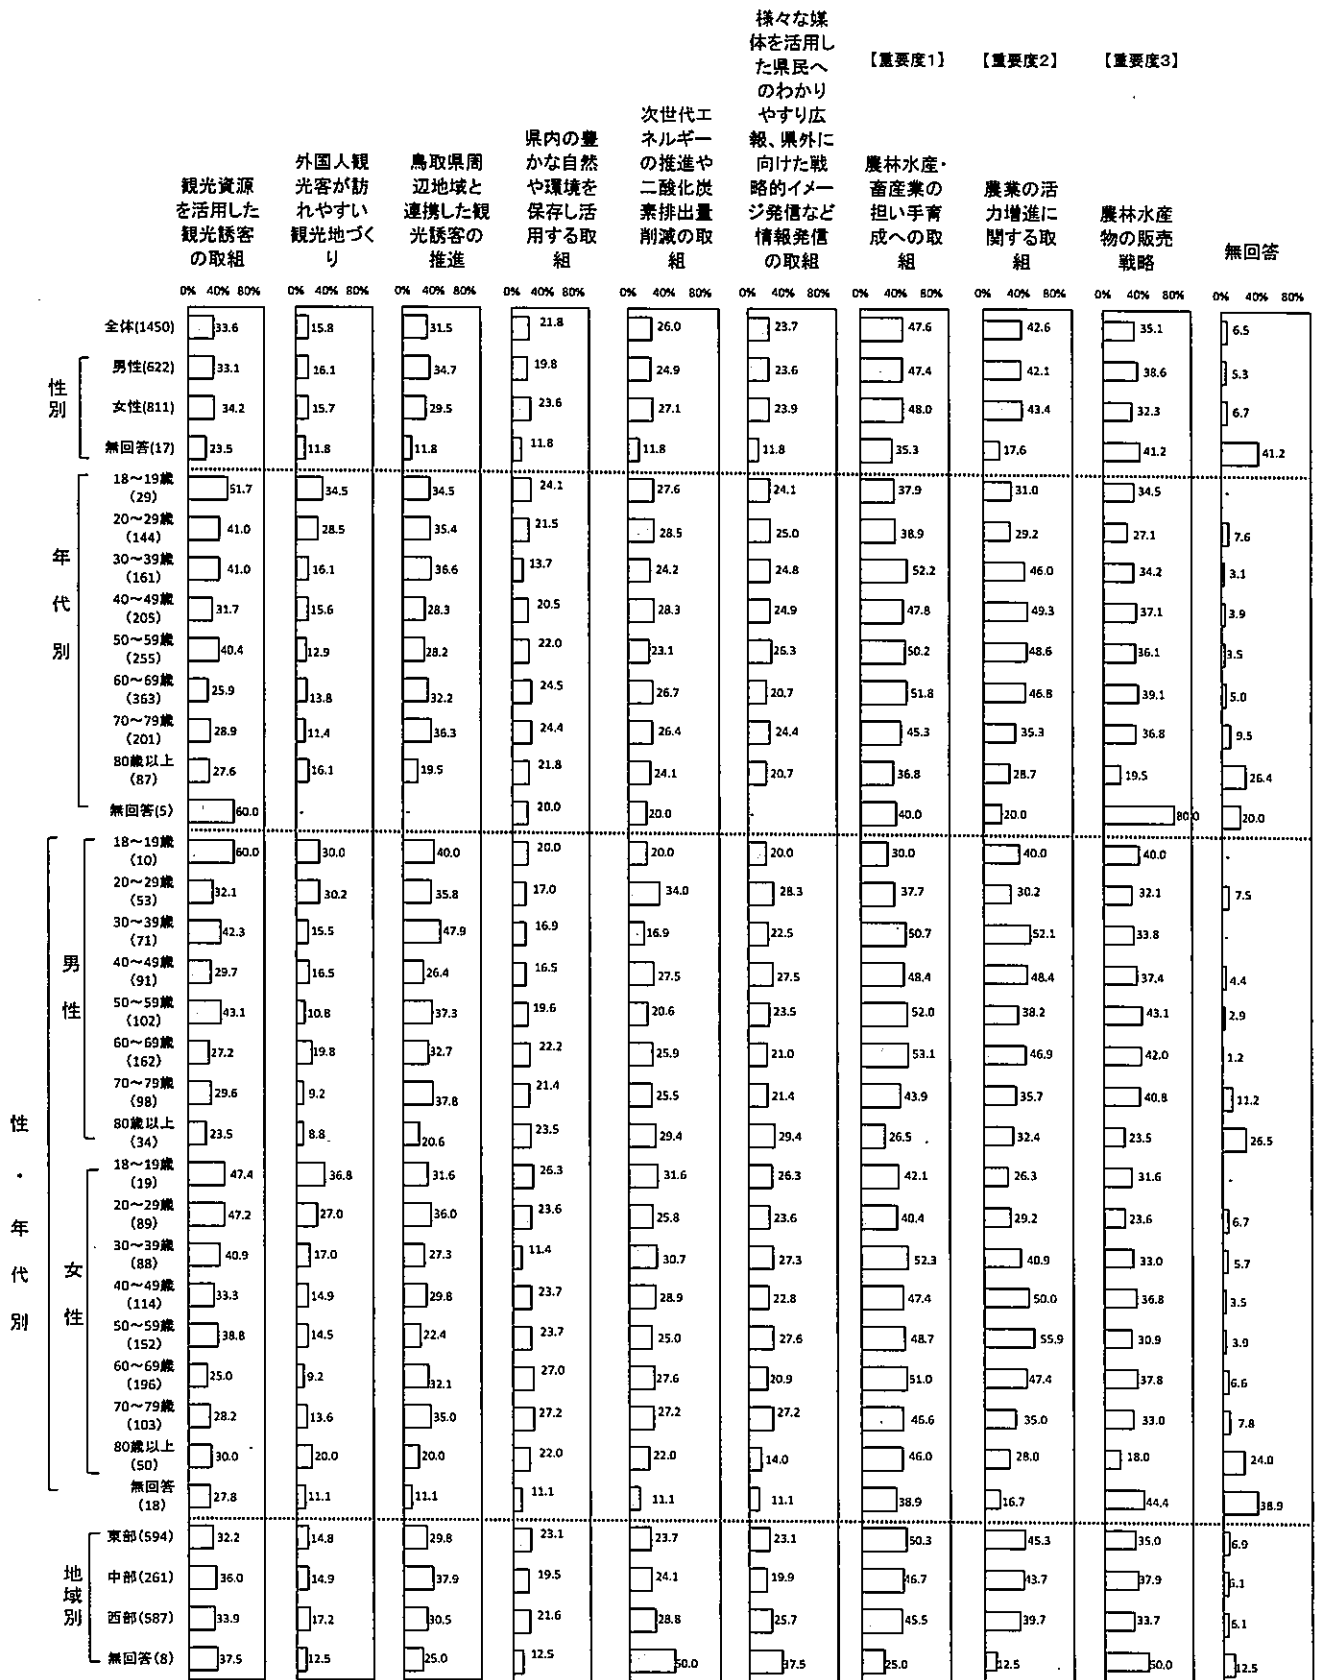 様々な媒
体を活用し
た県民へ
のわかり
やすり広
報、県外に
向けた戦
略的イメー
ジ発信など
情報発信
の取組
【重要度1】 【重要度2】 【重要度3】
観光資源
を活用した
観光誘客
の取組
外国人観
光客が訪
れやすい
観光地づく
り
鳥取県周
辺地域と
連携した観
光誘客の
推進
県内の豊
かな自然
や環境を
保存し活
用する取
組
次世代エ
ネルギー
の推進や
二酸化炭
素排出量
削減の取
組
農林水産・
畜産業の
担い手育
成への取
組
農業の活
力増進に
関する取
組
農林水産
物の販売
戦略
無回答
0% 40% 80% 0% 40% 80% 0% 40% 80% 0% 40% 80% 0% 40% 80% 0% 40% 80% 0% 40% 80% 0% 40% 80% 0% 40% 80% 0% 40% 80%
全体(1450) 33.6 15.8 31.5 21.8 26.0 23.7 47.6 42.6 35.1 6.5
性別
男性(622) 33.1 16.1 34.7 19.8 24.9 23.6 47.4 42.1 38.6 5.3
女性(811) 34.2 15.7 29.5 23.6 27.1 23.9 48.0 43.4 32.3 6.7
無回答(17) 23.5 11.8 11.8 11.8 11.8 11.8 35.3 17.6 41.2 41.2
年代別
18〜19歳
(29) 51.7 34.5 34.5 24.1 27.6 24.1 37.9 31.0 34.5 -
20〜29歳
(144) 41.0 28.5 35.4 21.5 28.5 25.0 38.9 29.2 27.1 7.6
30〜39歳
(161) 41.0 16.1 36.6 13.7 24.2 24.8 52.2 46.0 34.2 3.1
40〜49歳
(205) 31.7 15.6 28.3 20.5 28.3 24.9 47.8 49.3 37.1 3.9
50〜59歳
(255) 40.4 12.9 28.2 22.0 23.1 26.3 50.2 48.6 36.1 3.5
60〜69歳
(363) 25.9 13.8 32.2 24.5 26.7 20.7 51.8 46.8 39.1 5.0
70〜79歳
(201) 28.9 11.4 36.3 24.4 26.4 24.4 45.3 35.3 36.8 9.5
80歳以上
(87) 27.6 16.1 19.5 21.8 24.1 20.7 36.8 28.7 19.5 26.4
無回答(5) 60.0 - - 20.0 20.0 40.0 20.0 80.0 20.0
性・年代別
男性
18〜19歳
(10) 60.0 30.0 40.0 20.0 20.0 20.0 30.0 40.0 40.0 -
20〜29歳
(53) 32.1 30.2 35.8 17.0 34.0 28.3 37.7 30.2 32.1 7.5
30〜39歳
(71) 42.3 15.5 47.9 16.9 16.9 22.5 50.7 52.1 33.8
40〜49歳
(91) 29.7 16.5 26.4 16.5 27.5 27.5 48.4 48.4 37.4 4.4
50〜59歳
(102) 43.1 10.8 37.3 19.6 20.6 23.5 52.0 38.2 43.1 2.9
60〜69歳
(162) 27.2 19.8 32.7 22.2 25.9 21.0 53.1 46.9 42.0 1.2
70〜79歳
(98) 29.6 9.2 37.8 21.4 25.5 21.4 43.9 35.7 40.8 11.2
80歳以上
(34) 23.5 8.8 20.6 23.5 29.4 29.4 26.5 32.4 23.5 26.5
女性
18〜19歳
(19) 47.4 36.8 31.6 26.3 31.6 26.3 42.1 26.3 31.6
20〜29歳
(89) 47.2 27.0 36.0 23.6 25.8 23.6 40.4 29.2 23.6 6.7
30〜39歳
(88) 40.9 17.0 27.3 11.4 30.7 27.3 52.3 40.9 33.0 5.7
40〜49歳
(114) 33.3 14.9 29.8 23.7 28.9 22.8 47.4 50.0 36.8 3.5
50〜59歳
(152) 38.8 14.5 22.4 23.7 25.0 27.6 48.7 55.9 30.9 3.9
60〜69歳
(196) 25.0 9.2 32.1 27.0 27.6 20.9 51.0 47.4 37.8 6.6
70〜79歳
(103) 28.2 13.6 35.0 27.2 27.2 27.2 46.6 35.0 33.0 7.8
80歳以上
(50) 30.0 20.0 20.0 22.0 22.0 14.0 46.0 28.0 18.0 24.0
無回答
(18) 27.8 11.1 11.1 11.1 11.1 11.1 38.9 16.7 44.4 38.9
地域別
東部(594) 32.2 14.8 29.8 23.1 23.7 23.1 50.3 45.3 35.0 6.9
中部(261) 36.0 14.9 37.9 19.5 24.1 19.9 46.7 43.7 37.9 6.1
西部(587) 33.9 17.2 30.5 21.6 28.8 25.7 45.5 39.7 33.7 6.1
無回答(8) 37.5 12.5 25.0 12.5 50.0 37.5 25.0 12.5 50.0 12.5